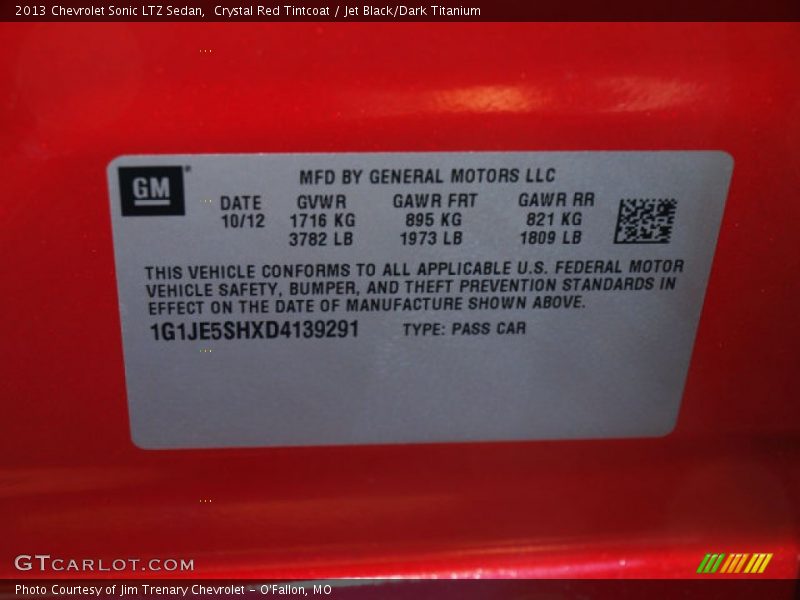 2013 Chevrolet Sonic LTZ Sedan, Crystal Red Tintcoat / Jet Black/Dark Titanium
GM®
MFD BY GENERAL MOTORS LLC
DATE GVWR GAWR FRT GAWR RR
10/12 1716 KG 895 KG 821 KG
3782 LB 1973 LB 1809 LB
THIS VEHICLE CONFORMS TO ALL APPLICABLE U.S. FEDERAL MOTOR
VEHICLE SAFETY, BUMPER, AND THEFT PREVENTION STANDARDS IN
EFFECT ON THE DATE OF MANUFACTURE SHOWN ABOVE.
1G1JE5SHXD4139291 TYPE: PASS CAR
GTCARLOT.COM
Photo Courtesy of Jim Trenary Chevrolet - O'Fallon, MO